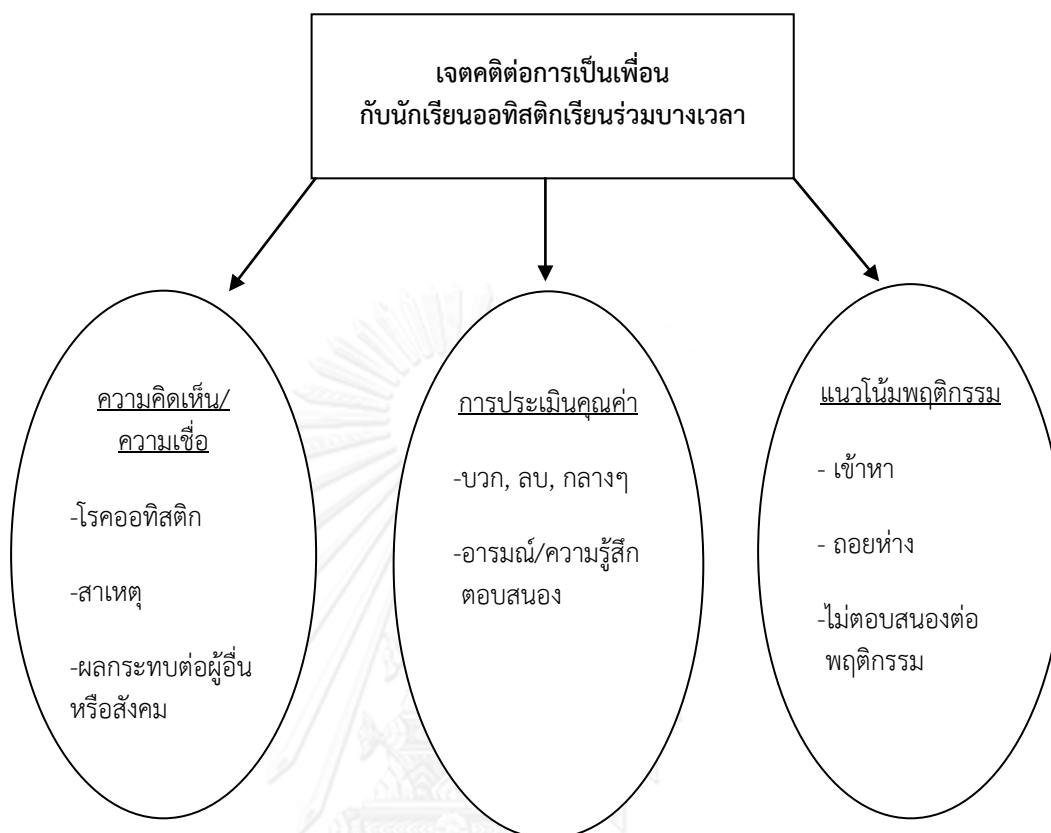 เจตคติต่อการเป็นเพื่อน
กับนักเรียนออทิสติกเรียนร่วมบางเวลา
ความคิดเห็น/
ความเชื่อ
-โรคออทิสติก
-สาเหตุ
-ผลกระทบต่อผู้อื่น
หรือสังคม
การประเมินคุณค่า
-บวก, ลบ, กลางๆ
-อารมณ์/ความรู้สึก
ตอบสนอง
แนวโน้มพฤติกรรม
- เข้าหา
- ถอยห่าง
-ไม่ตอบสนองต่อ
พฤติกรรม